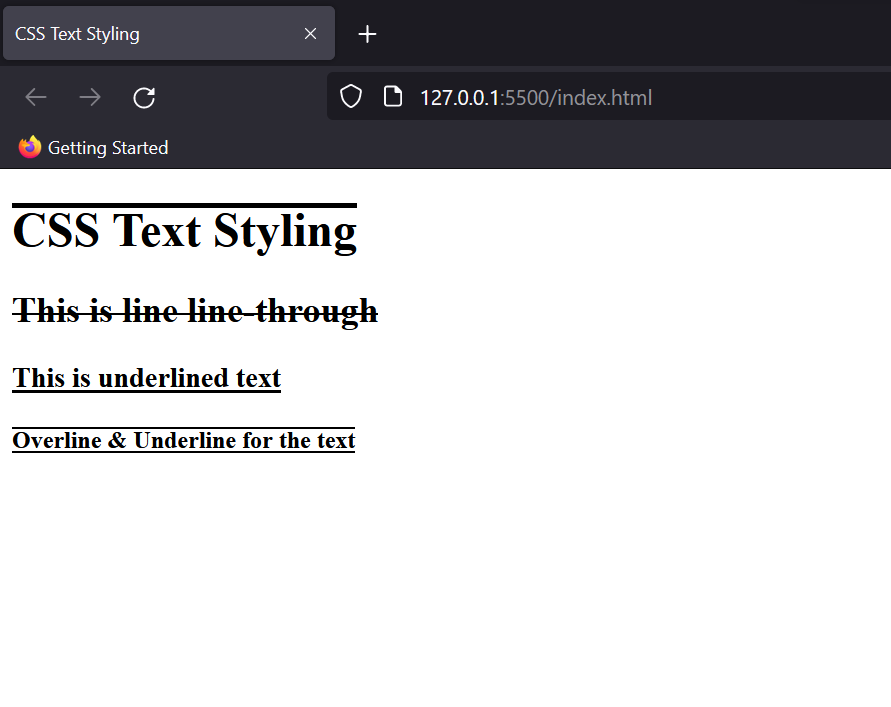 CSS Text Styling
127.0.0.1:5500/index.html
Getting Started
CSS Text Styling
This is line line-through
This is underlined text
Overline & Underline for the text